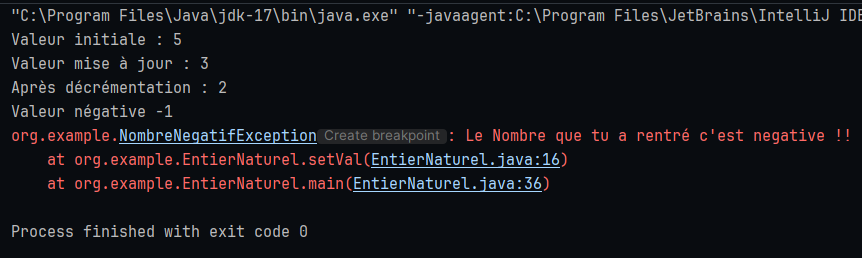 "C:\Program Files\Java\jdk-17\bin\java.exe" "-javaagent:C:\Program Files\JetBrains\IntelliJ IDE
Valeur initiale : 5
Valeur mise à jour : 3
Après décrémentation : 2
Valeur négative -1
org.example.NombreNegatifException Create breakpoint : Le Nombre que tu a rentré c'est negative !!
    at org.example.EntierNaturel.setVal(EntierNaturel.java:16)
    at org.example.EntierNaturel.main(EntierNaturel.java:36)
Process finished with exit code 0